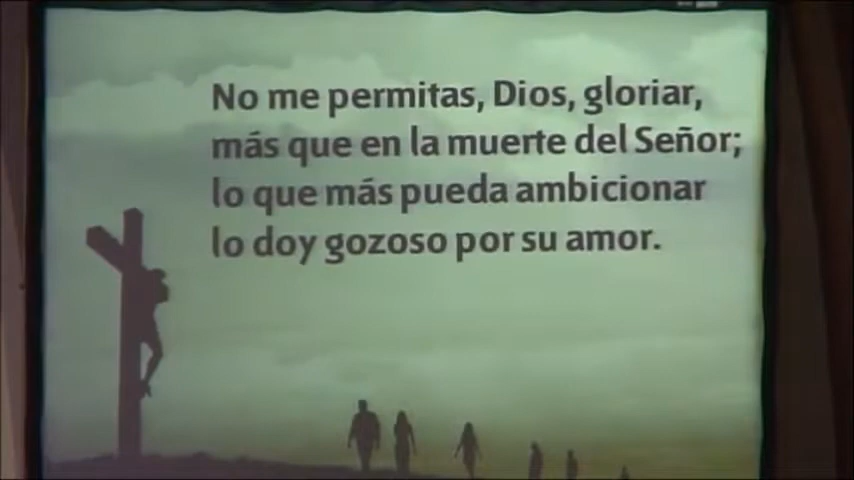 No me permitas, Dios, gloriar,
más que en la muerte del Señor;
lo que más pueda ambicionar
lo doy gozoso por su amor.